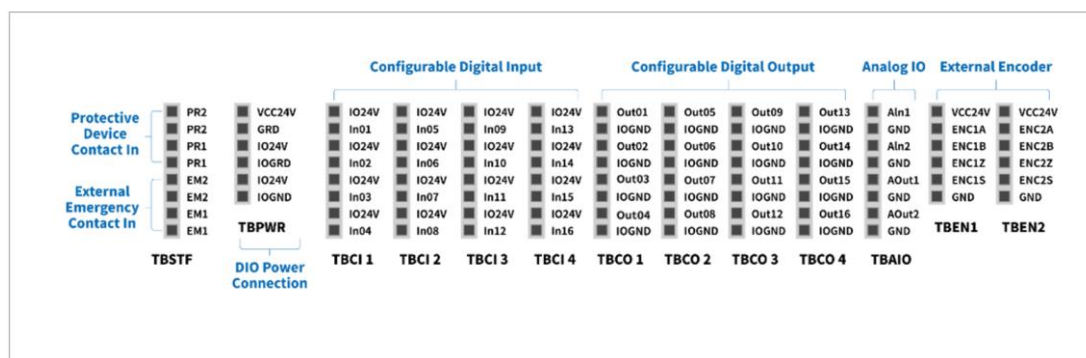 Configurable Digital Input
Configurable Digital Output
Analog IO
External Encoder
Protective
Device
Contact In
External
Emergency
Contact In
PR2
PR2
PR1
PR1
EM2
EM2
EM1
EM1
TBSTF
VCC24V
GRD
IO24V
IOGRD
IO24V
IOGND
TBPWR
DIO Power
Connection
IO24V
In01
IO24V
In02
IO24V
In03
IO24V
In04
TBCI 1
IO24V
In05
IO24V
In06
IO24V
In07
IO24V
In08
TBCI 2
IO24V
In09
IO24V
In10
IO24V
In11
IO24V
In12
TBCI 3
IO24V
In13
IO24V
In14
IO24V
In15
IO24V
In16
TBCI 4
Out01
IOGND
Out02
IOGND
Out03
IOGND
Out04
IOGND
TBCO 1
Out05
IOGND
Out06
IOGND
Out07
IOGND
Out08
IOGND
TBCO 2
Out09
IOGND
Out10
IOGND
Out11
IOGND
Out12
IOGND
TBCO 3
Out13
IOGND
Out14
IOGND
Out15
IOGND
Out16
IOGND
TBCO 4
AIn1
GND
AIn2
GND
AOut1
GND
AOut2
GND
TBAIO
VCC24V
ENC1A
ENC1B
ENC1Z
ENC1S
GND
TBEN1
VCC24V
ENC2A
ENC2B
ENC2Z
ENC2S
GND
TBEN2